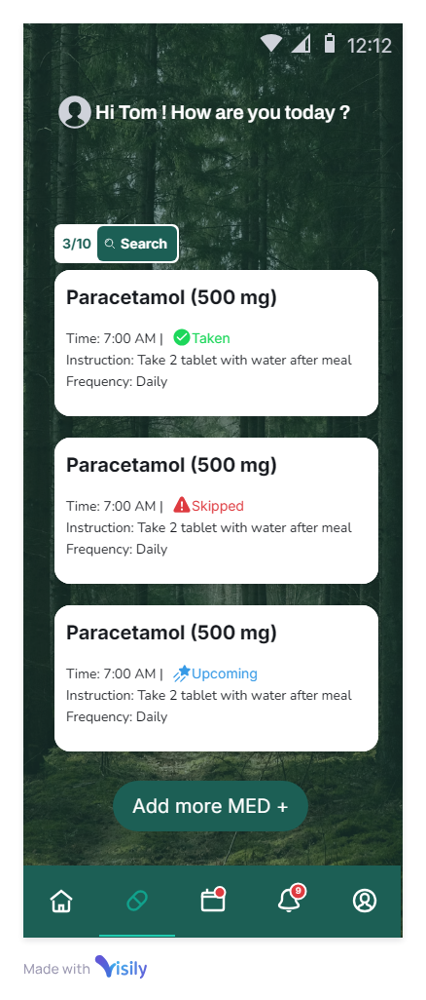 12:12
Hi Tom ! How are you today ?
3/10 Search
Paracetamol (500 mg)
Time: 7:00 AM | Taken
Instruction: Take 2 tablet with water after meal
Frequency: Daily
Paracetamol (500 mg)
Time: 7:00 AM | Skipped
Instruction: Take 2 tablet with water after meal
Frequency: Daily
Paracetamol (500 mg)
Time: 7:00 AM | Upcoming
Instruction: Take 2 tablet with water after meal
Frequency: Daily
Add more MED +
9
Made with Visily